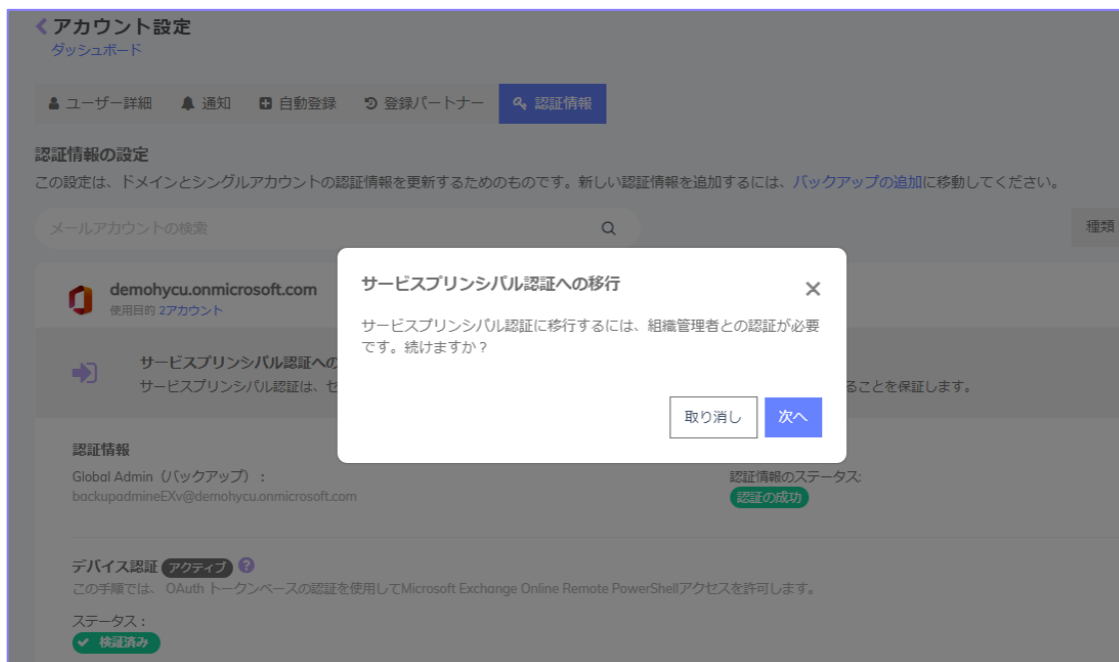 アカウント設定
ダッシュボード
ユーザー詳細 通知 自動登録 登録パートナー 認証情報
認証情報の設定
この設定は、ドメインとシングルアカウントの認証情報を更新するためのものです。新しい認証情報を追加するには、バックアップの追加に移動してください。
メールアカウントの検索
種類
demohycu.onmicrosoft.com
使用目的 2アカウント
サービスプリンシパル認証への移行
サービスプリンシパル認証に移行するには、組織管理者との認証が必要
です。続けますか？
取り消し 次へ
サービスプリンシパル認証への
サービスプリンシパル認証は、セ
ることを保証します。
認証情報
Global Admin（バックアップ）:
backupadmineEXv@demohycu.onmicrosoft.com
認証情報のステータス:
認証の成功
デバイス認証 アクティブ ?
この手順では、 OAuth トークンベースの認証を使用してMicrosoft Exchange Online Remote PowerShellアクセスを許可します。
ステータス：
検証済み